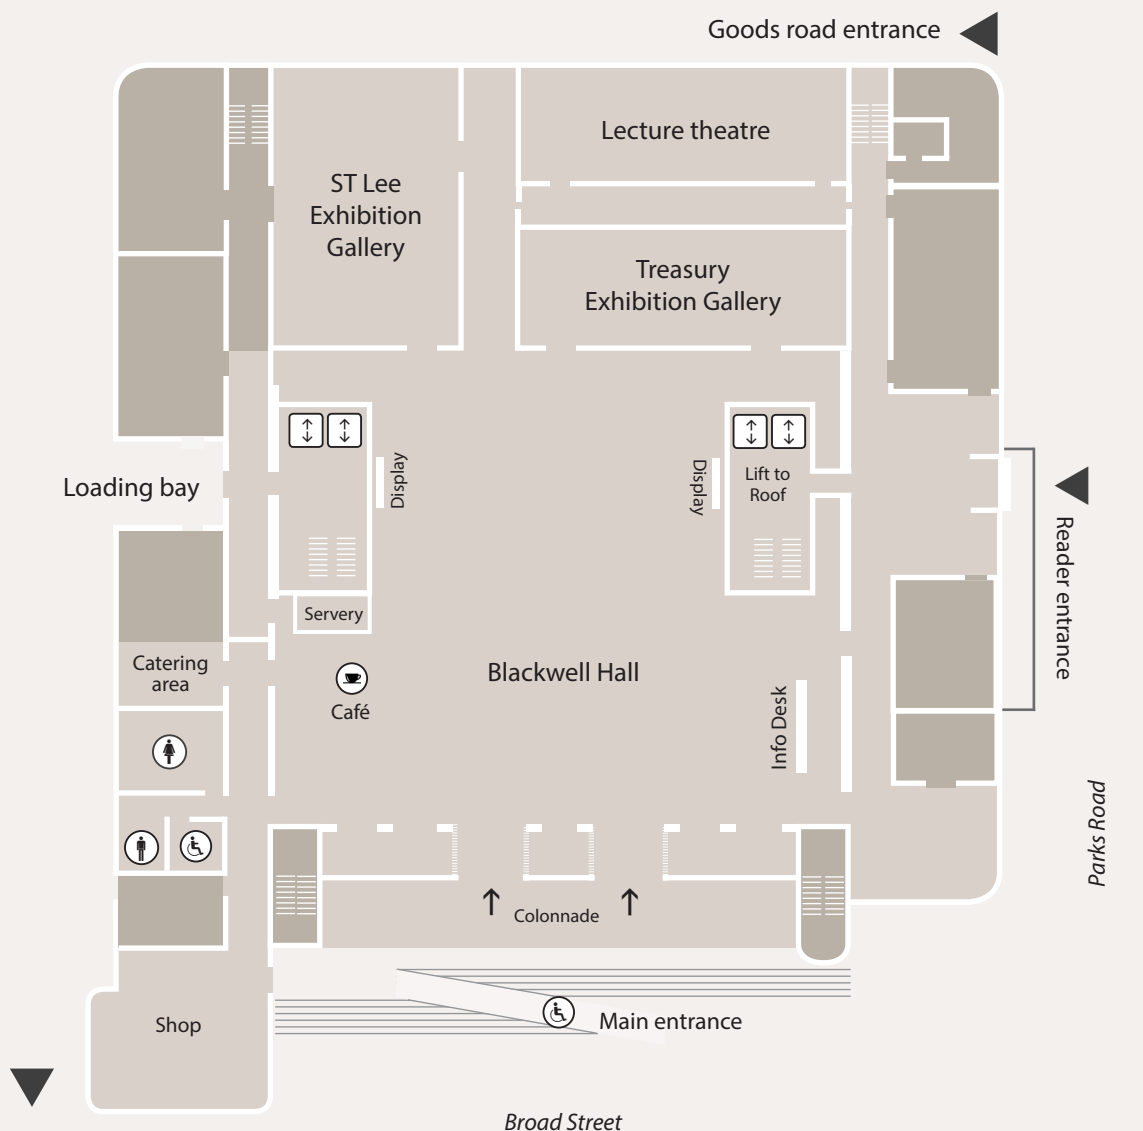 Goods road entrance
Lecture theatre
ST Lee
Exhibition
Gallery
Treasury
Exhibition Gallery
Loading bay
Display
Display
Lift to
Roof
Reader entrance
Servery
Catering
area
Café
Blackwell Hall
Info Desk
Parks Road
Colonnade
Shop
Main entrance
Broad Street